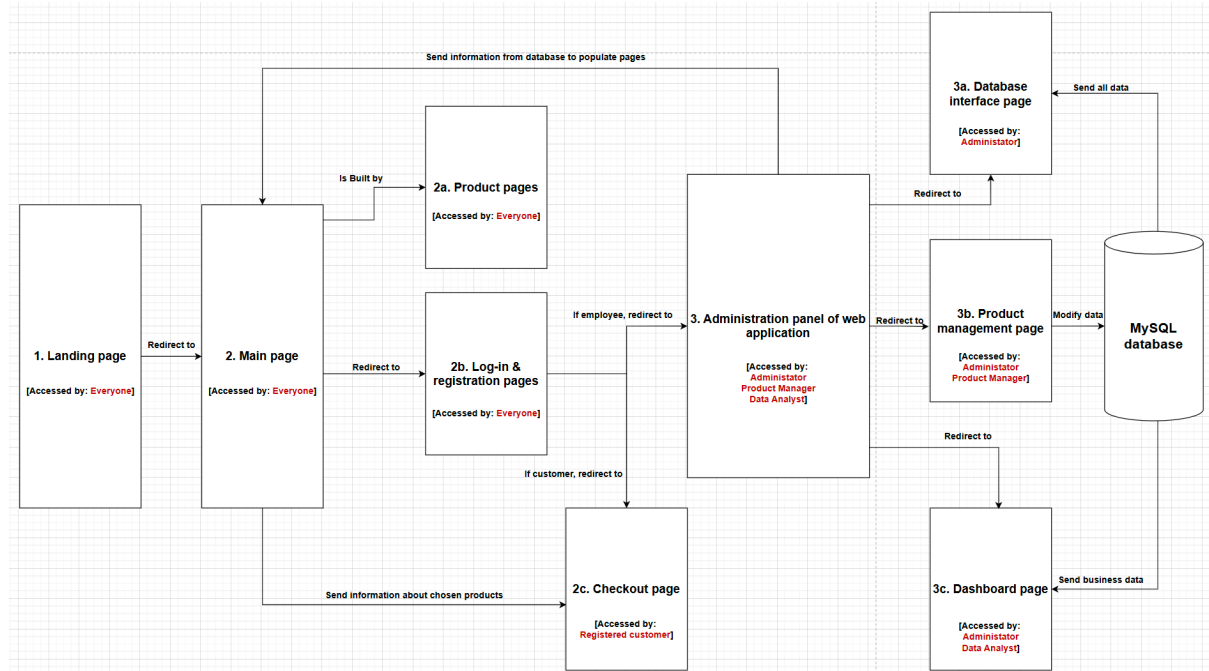 Send information from database to populate pages
3a. Database
interface page
[Accessed by:
Administator]
Send all data
Is Built by
2a. Product pages
[Accessed by: Everyone]
Redirect to
1. Landing page
[Accessed by: Everyone]
Redirect to
2. Main page
[Accessed by: Everyone]
Redirect to
2b. Log-in &
registration pages
[Accessed by: Everyone]
If employee, redirect to
If customer, redirect to
3. Administration panel of web
application
[Accessed by:
Administator
Product Manager
Data Analyst]
Redirect to
3b. Product
management page
[Accessed by:
Administator
Product Manager]
Modify data
MySQL
database
Redirect to
Send information about chosen products
2c. Checkout page
[Accessed by:
Registered customer]
3c. Dashboard page
[Accessed by:
Administator
Data Analyst]
Send business data